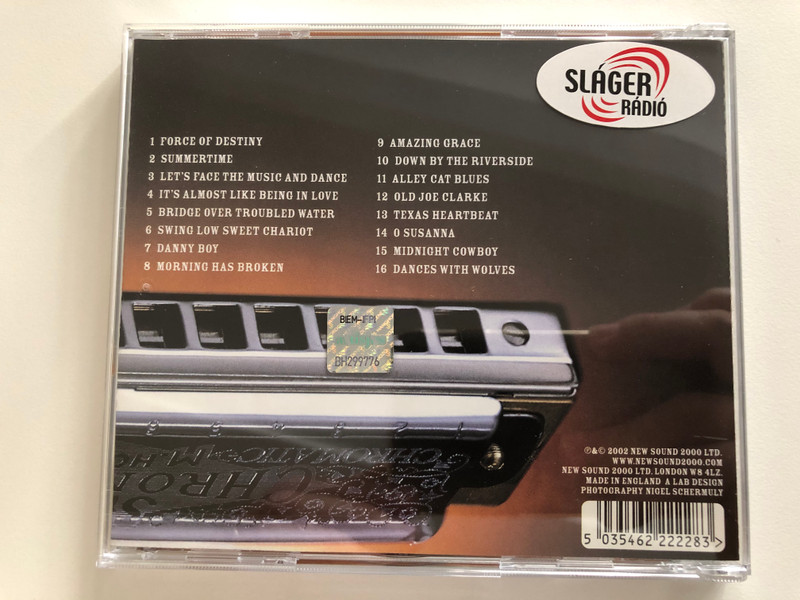 SLÁGER
RÁDIÓ
1 FORCE OF DESTINY
2 SUMMERTIME
3 LET'S FACE THE MUSIC AND DANCE
4 IT'S ALMOST LIKE BEING IN LOVE
5 BRIDGE OVER TROUBLED WATER
6 SWING LOW SWEET CHARIOT
7 DANNY BOY
8 MORNING HAS BROKEN
9 AMAZING GRACE
10 DOWN BY THE RIVERSIDE
11 ALLEY CAT BLUES
12 OLD JOE CLARKE
13 TEXAS HEARTBEAT
14 O SUSANNA
15 MIDNIGHT COWBOY
16 DANCES WITH WOLVES
BIEM-IFPI
BH299776
CHROMATIC
℗&© 2002 NEW SOUND 2000 LTD.
WWW.NEWSOUND2000.COM
NEW SOUND 2000 LTD. LONDON W8 4LZ.
MADE IN ENGLAND A LAB DESIGN
PHOTOGRAPHY NIGEL SCHERMULY
5 035462 222283 >